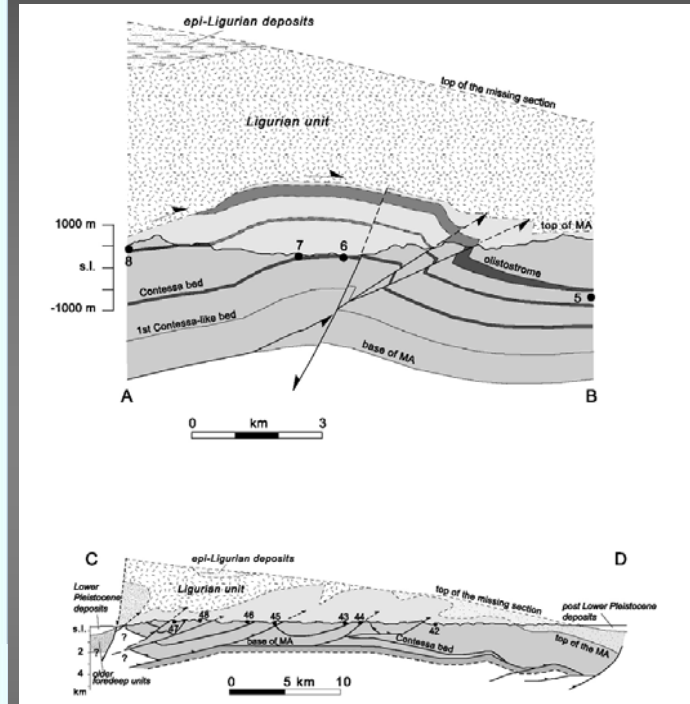 epi-Ligurian deposits
top of the missing section
Ligurian unit
1000 m
s.l.
-1000 m
top of MA
8
7
6
5
olistostrome
Contessa bed
1st Contessa-like bed
base of MA
A
B
0 km 3
C
D
epi-Ligurian deposits
Lower
Pleistocene
deposits
Ligurian unit
top of the missing section
post Lower Pleistocene
deposits
s.l.
47 48 46 45 43 44 42
?
base of MA
Contessa bed
top of the MA
2
?
?
4
older
foredeep units
km
0 5 km 10